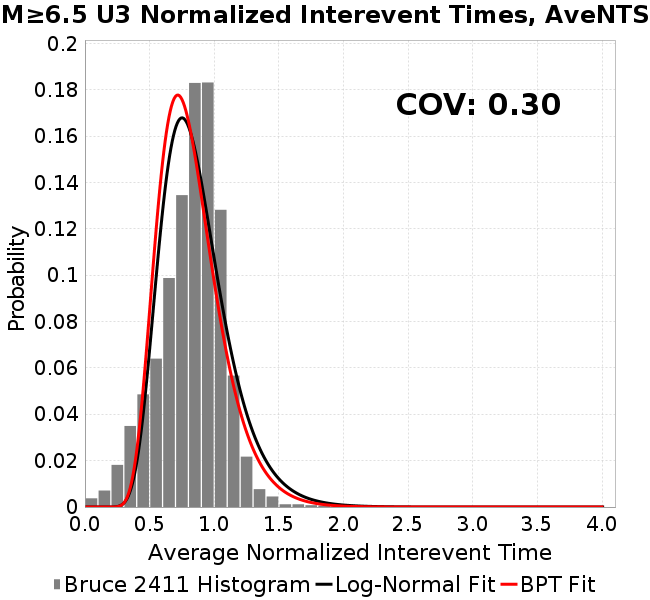 M≥6.5 U3 Normalized Interevent Times, AveNTS
COV: 0.30
Probability
0.2
0.18
0.16
0.14
0.12
0.1
0.08
0.06
0.04
0.02
0
0.0 0.5 1.0 1.5 2.0 2.5 3.0 3.5 4.0
Average Normalized Interevent Time
Bruce 2411 Histogram Log-Normal Fit BPT Fit